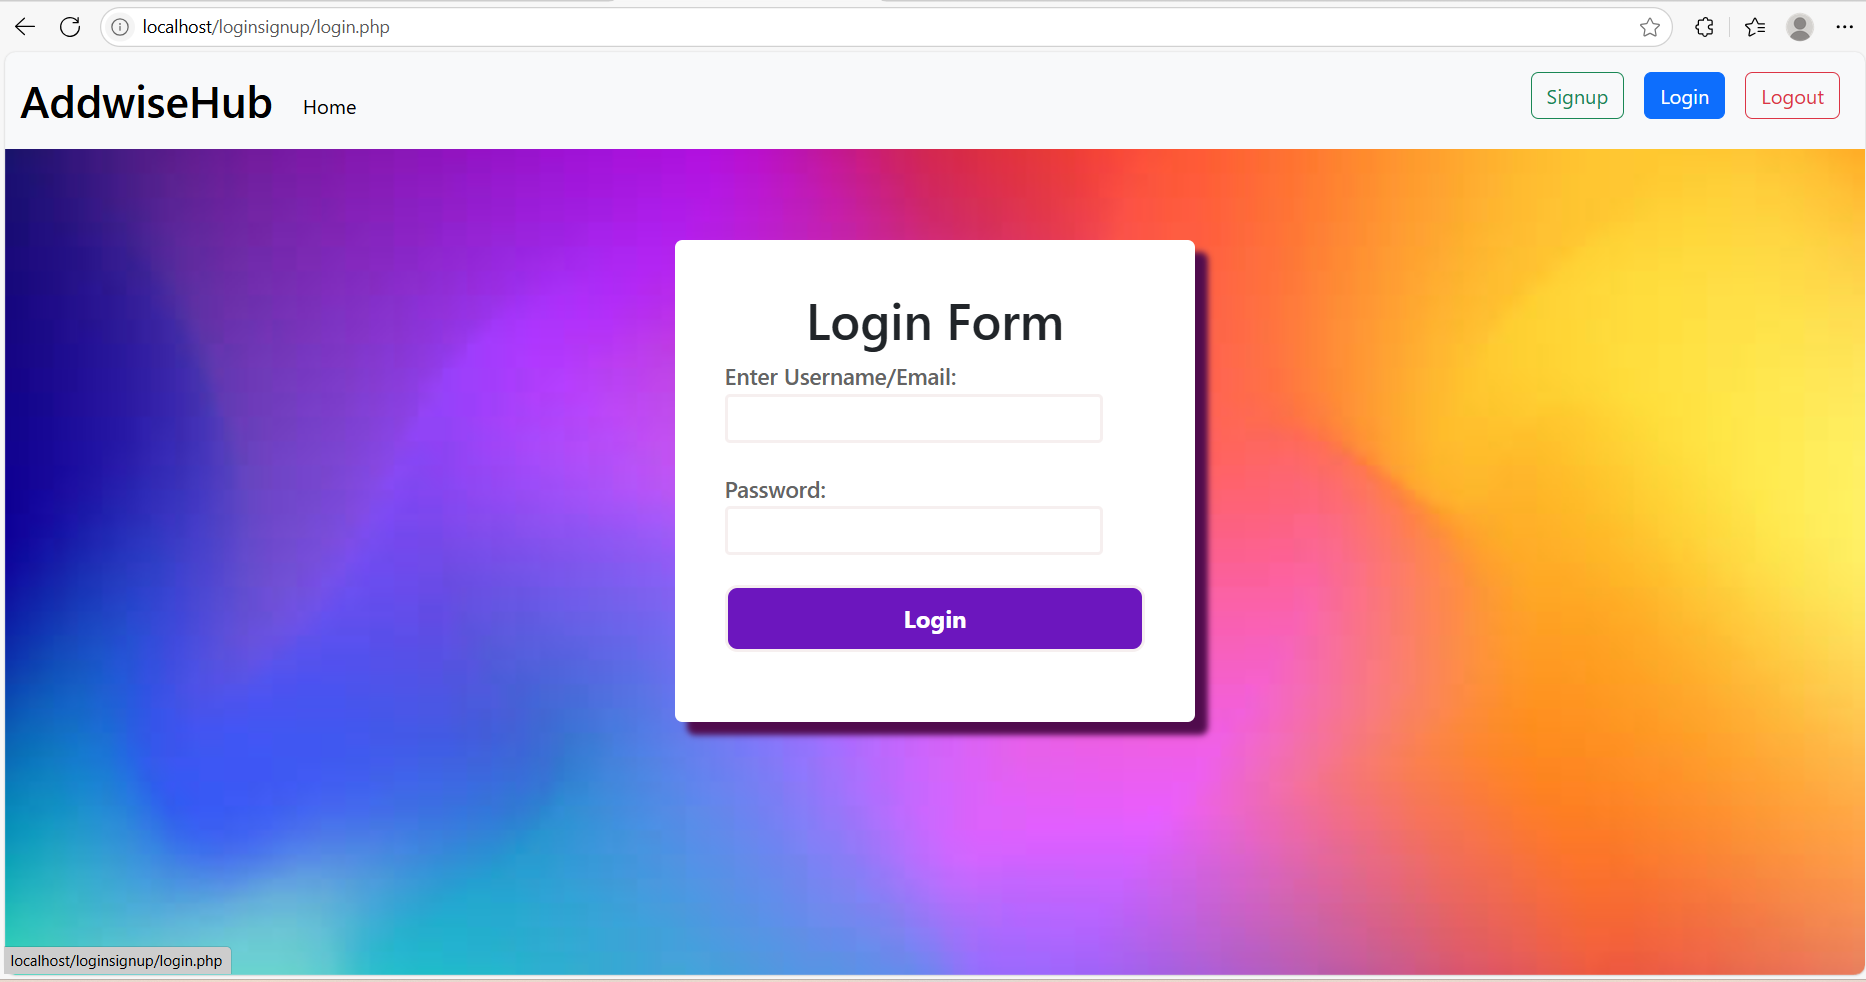 localhost/loginsignup/login.php
AddwiseHub
Home
Signup
Login
Logout
Login Form
Enter Username/Email:
Password:
Login
localhost/loginsignup/login.php